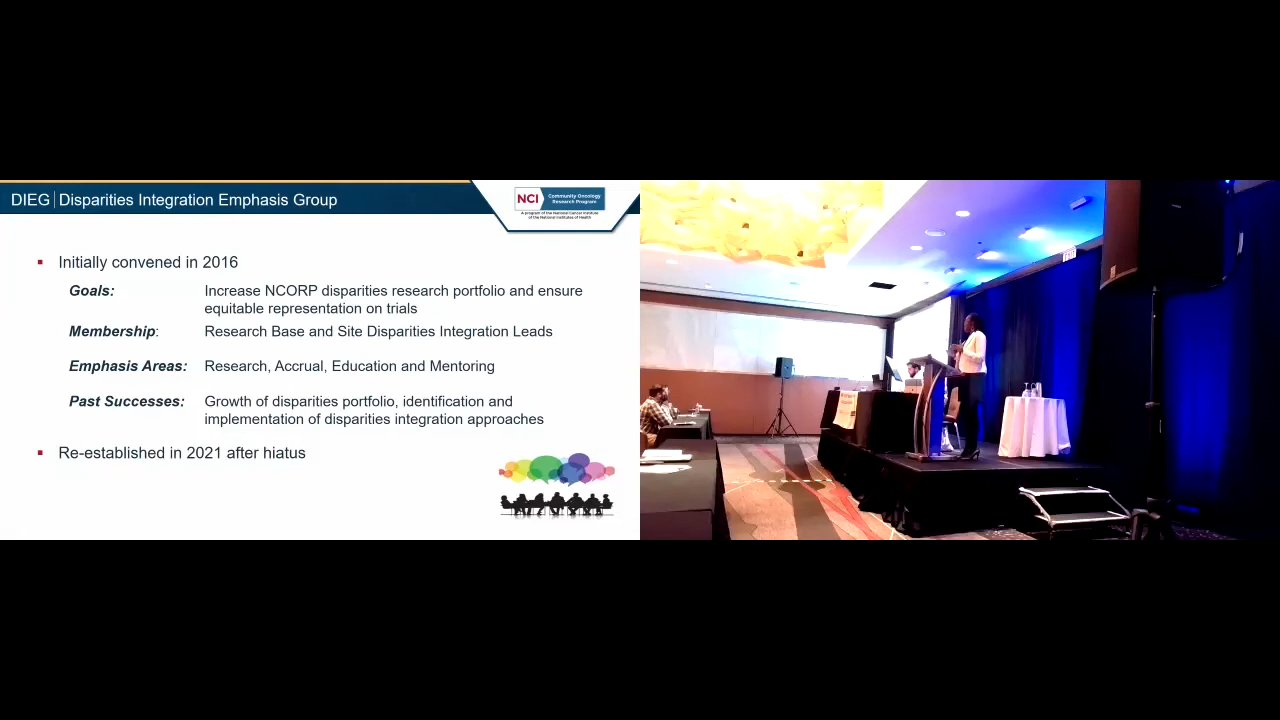 DIEG Disparities Integration Emphasis Group
NCI Community Oncology
Research Program
A program of the National Cancer Institute
of the National Institutes of Health
▪ Initially convened in 2016
Goals: Increase NCORP disparities research portfolio and ensure
equitable representation on trials
Membership: Research Base and Site Disparities Integration Leads
Emphasis Areas: Research, Accrual, Education and Mentoring
Past Successes: Growth of disparities portfolio, identification and
implementation of disparities integration approaches
▪ Re-established in 2021 after hiatus
EXIT